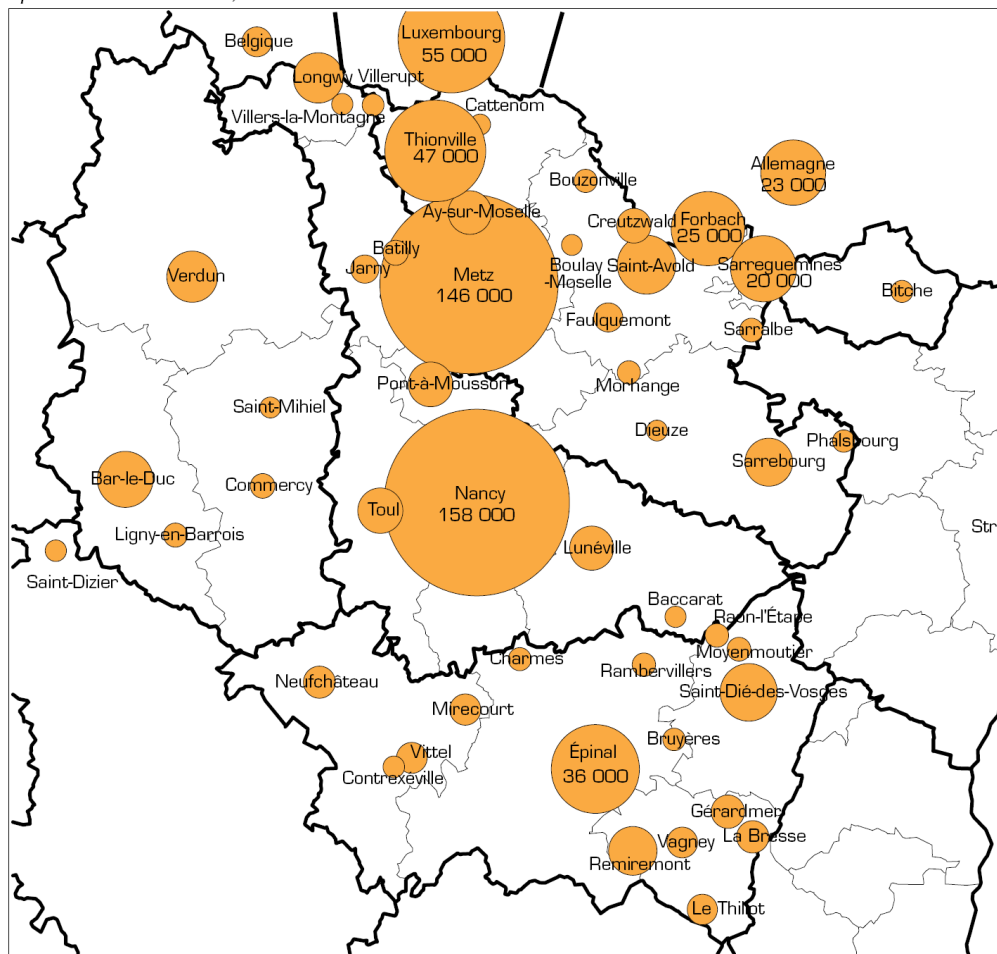 Belgique
Luxembourg
55 000
Longwy
Villerupt
Villers-la-Montagne
Cattenom
Thionville
47 000
Allemagne
23 000
Bouzonville
Ay-sur-Moselle
Creutzwald
Forbach
25 000
Batilly
Jarny
Verdun
Metz
146 000
Boulay
-Moselle
Saint-Avold
Sarreguemines
20 000
Bitche
Faulquemont
Sarralbe
Pont-à-Mousson
Morhange
Saint-Mihiel
Dieuze
Phalsbourg
Sarrebourg
Bar-le-Duc
Commercy
Nancy
158 000
Toul
Ligny-en-Barrois
Lunéville
Str
Saint-Dizier
Baccarat
Raon-l'Étape
Moyenmoutier
Charmes
Rambervillers
Neufchâteau
Saint-Dié-des-Vosges
Mirecourt
Bruyères
Vittel
Épinal
36 000
Contrexéville
Gérardmer
La Bresse
Vagney
Remiremont
Le Thillot